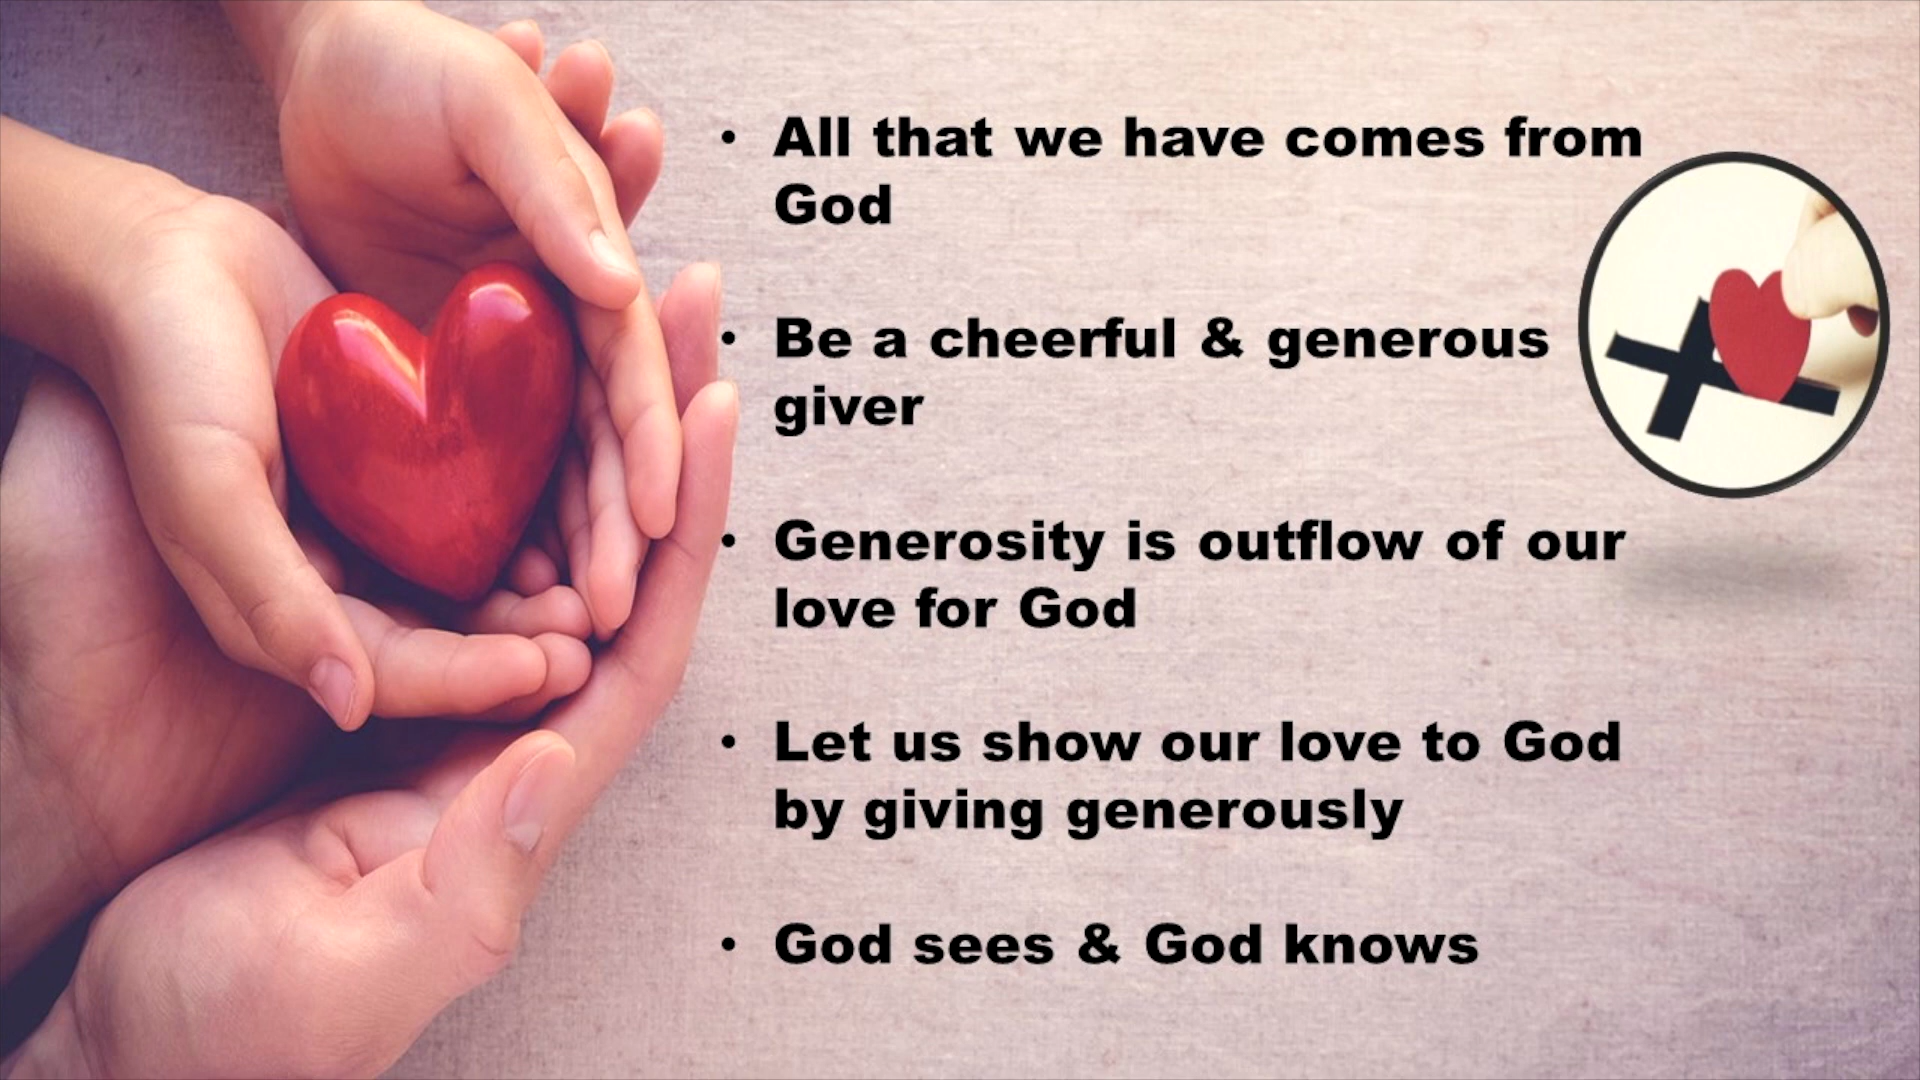 • All that we have comes from
God
• Be a cheerful & generous
giver
• Generosity is outflow of our
love for God
• Let us show our love to God
by giving generously
• God sees & God knows